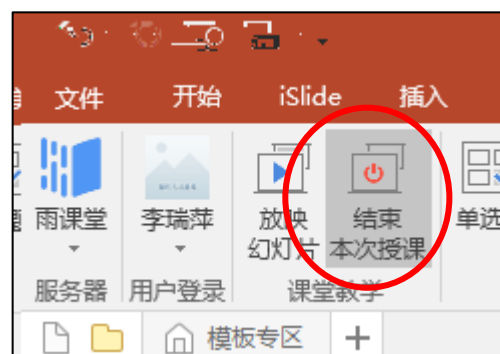 文件 开始 iSlide 插入
雨课堂 李瑞萍 放映 结束 单选
幻灯片 本次授课
服务器 用户登录 课堂教学
模板专区